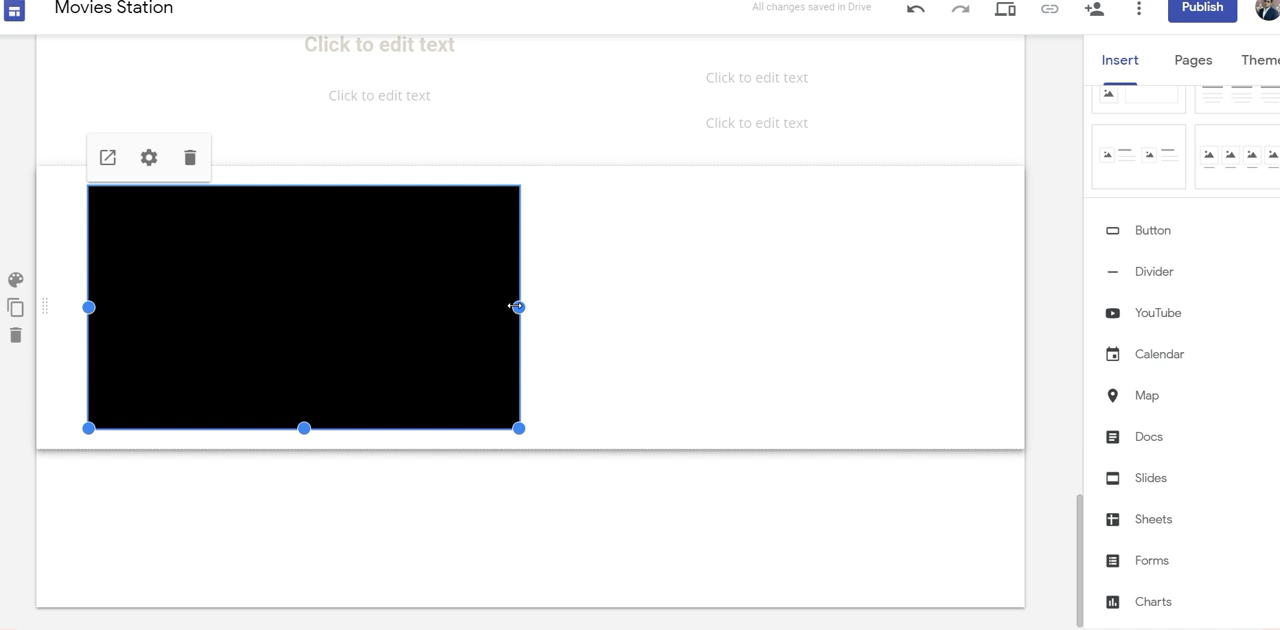 Movies Station
All changes saved in Drive
Publish
Click to edit text
Click to edit text
Click to edit text
Click to edit text
Insert
Pages
Theme
Button
Divider
YouTube
Calendar
Map
Docs
Slides
Sheets
Forms
Charts